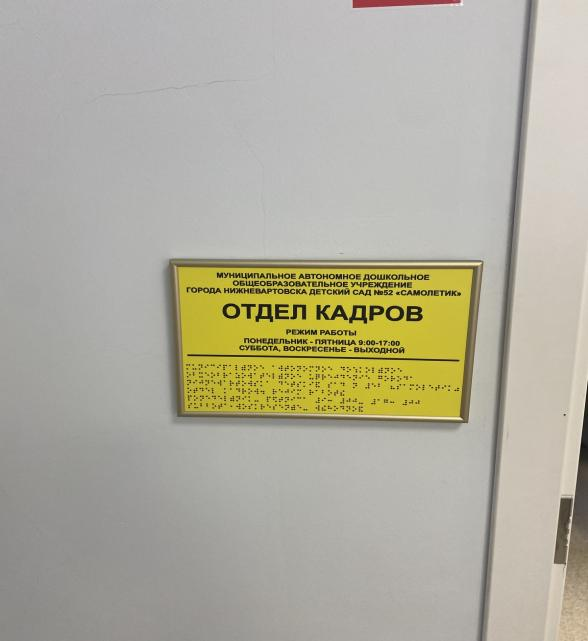 МУНИЦИПАЛЬНОЕ АВТОНОМНОЕ ДОШКОЛЬНОЕ
ОБЩЕОБРАЗОВАТЕЛЬНОЕ УЧРЕЖДЕНИЕ
ГОРОДА НИЖНЕВАРТОВСКА ДЕТСКИЙ САД №52 «САМОЛЕТИК»
ОТДЕЛ КАДРОВ
РЕЖИМ РАБОТЫ
ПОНЕДЕЛЬНИК - ПЯТНИЦА 9:00-17:00
СУББОТА, ВОСКРЕСЕНЬЕ - ВЫХОДНОЙ